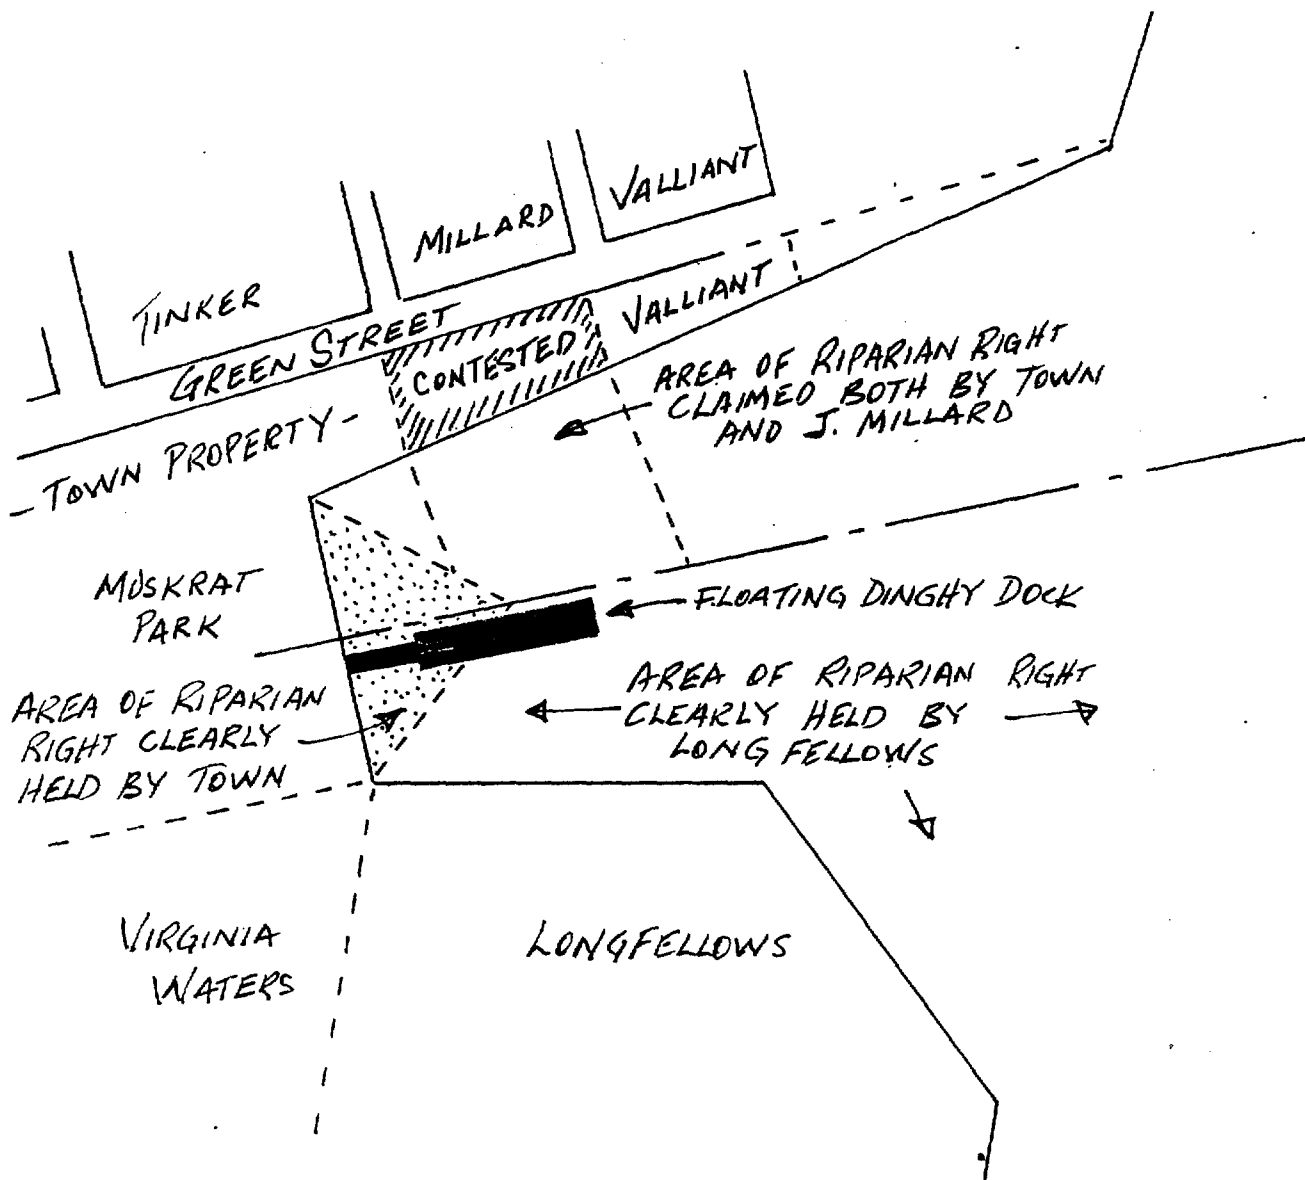 VALLIANT
MILLARD
TINKER
GREEN STREET
VALLIANT
CONTESTED
TOWN PROPERTY
AREA OF RIPARIAN RIGHT
CLAIMED BOTH BY TOWN
AND J. MILLARD
MUSKRAT
PARK
FLOATING DINGHY DOCK
AREA OF RIPARIAN
RIGHT CLEARLY
HELD BY TOWN
AREA OF RIPARIAN RIGHT
CLEARLY HELD BY
LONG FELLOWS
VIRGINIA
WATERS
LONGFELLOWS